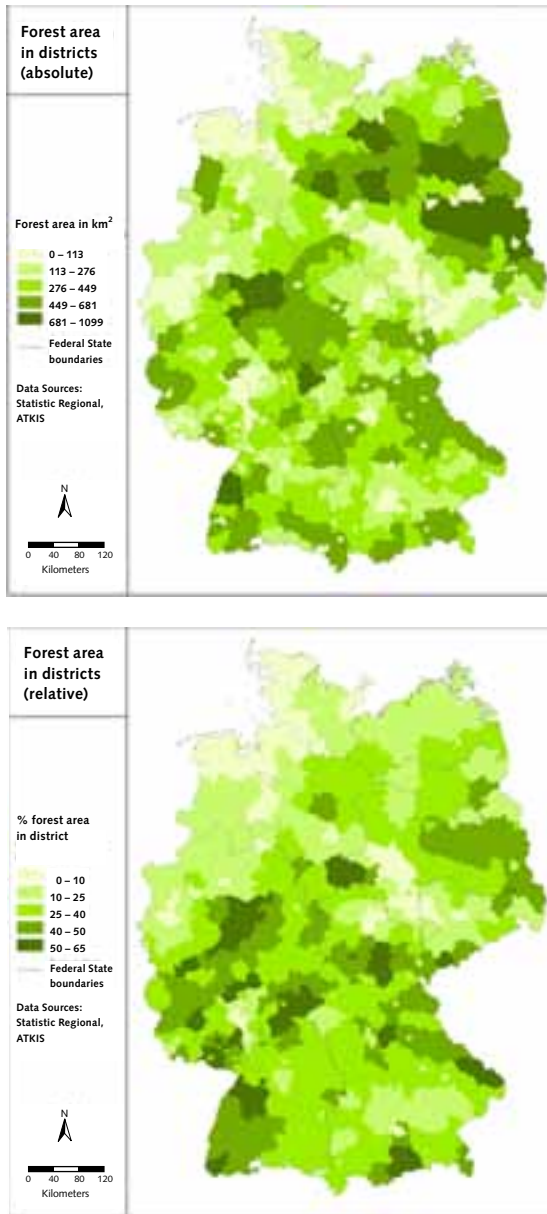 Forest area
in districts
(absolute)
Forest area in km²
0 – 113
113 – 276
276 – 449
449 – 681
681 – 1099
Federal State
boundaries
Data Sources:
Statistic Regional,
ATKIS
N
0 40 80 120
Kilometers
Forest area
in districts
(relative)
% forest area
in district
0 – 10
10 – 25
25 – 40
40 – 50
50 – 65
Federal State
boundaries
Data Sources:
Statistic Regional,
ATKIS
N
0 40 80 120
Kilometers